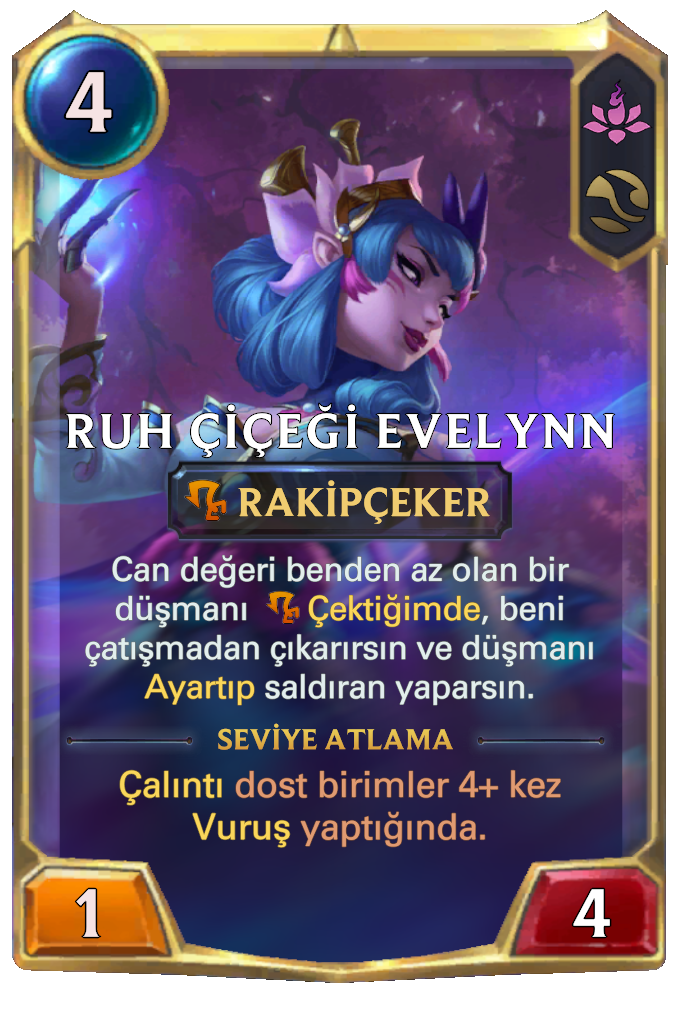 4
RUH ÇİÇEĞİ EVELYNN
RAKİPÇEKER
Can değeri benden az olan bir
düşmanı Çektiğimde, beni
çatışmadan çıkarırsın ve düşmanı
Ayartıp saldıran yaparsın.
SEVİYE ATLAMA
Çalıntı dost birimler 4+ kez
Vuruş yaptığında.
1
4